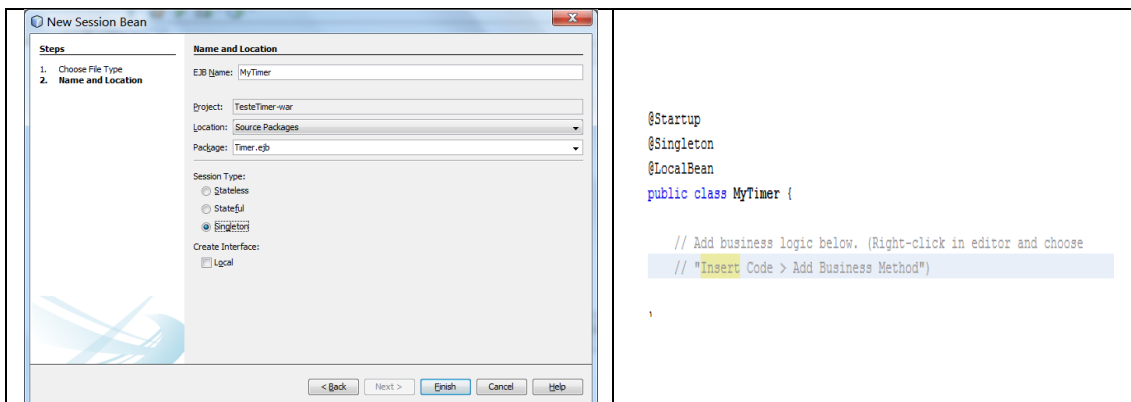 New Session Bean
Steps
1. Choose File Type
2. Name and Location
Name and Location
EJB Name: MyTimer
Project: TesteTimer-war
Location: Source Packages
Package: Timer.ejb
Session Type:
Stateless
Stateful
Singleton
Create Interface:
Local
< Back Next > Finish Cancel Help
@Startup
@Singleton
@LocalBean
public class MyTimer {
// Add business logic below. (Right-click in editor and choose
// "Insert Code > Add Business Method")